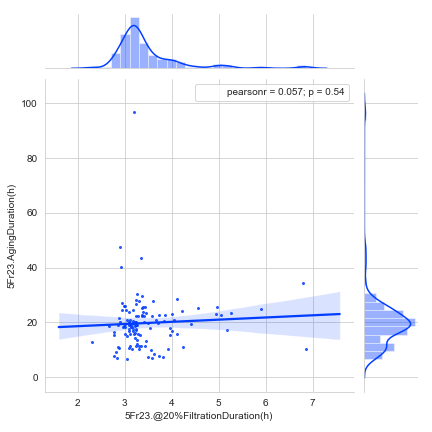 pearsonr = 0.057; p = 0.54
100
80
60
40
20
0
5Fr23.AgingDuration(h)
2 3 4 5 6 7
5Fr23.@20%FiltrationDuration(h)